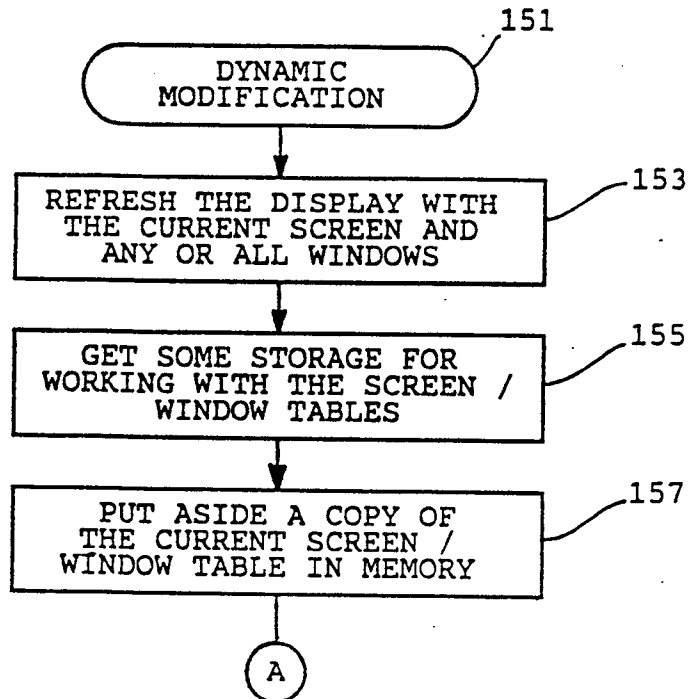 151
DYNAMIC
MODIFICATION
153
REFRESH THE DISPLAY WITH
THE CURRENT SCREEN AND
ANY OR ALL WINDOWS
155
GET SOME STORAGE FOR
WORKING WITH THE SCREEN /
WINDOW TABLES
157
PUT ASIDE A COPY OF
THE CURRENT SCREEN /
WINDOW TABLE IN MEMORY
A